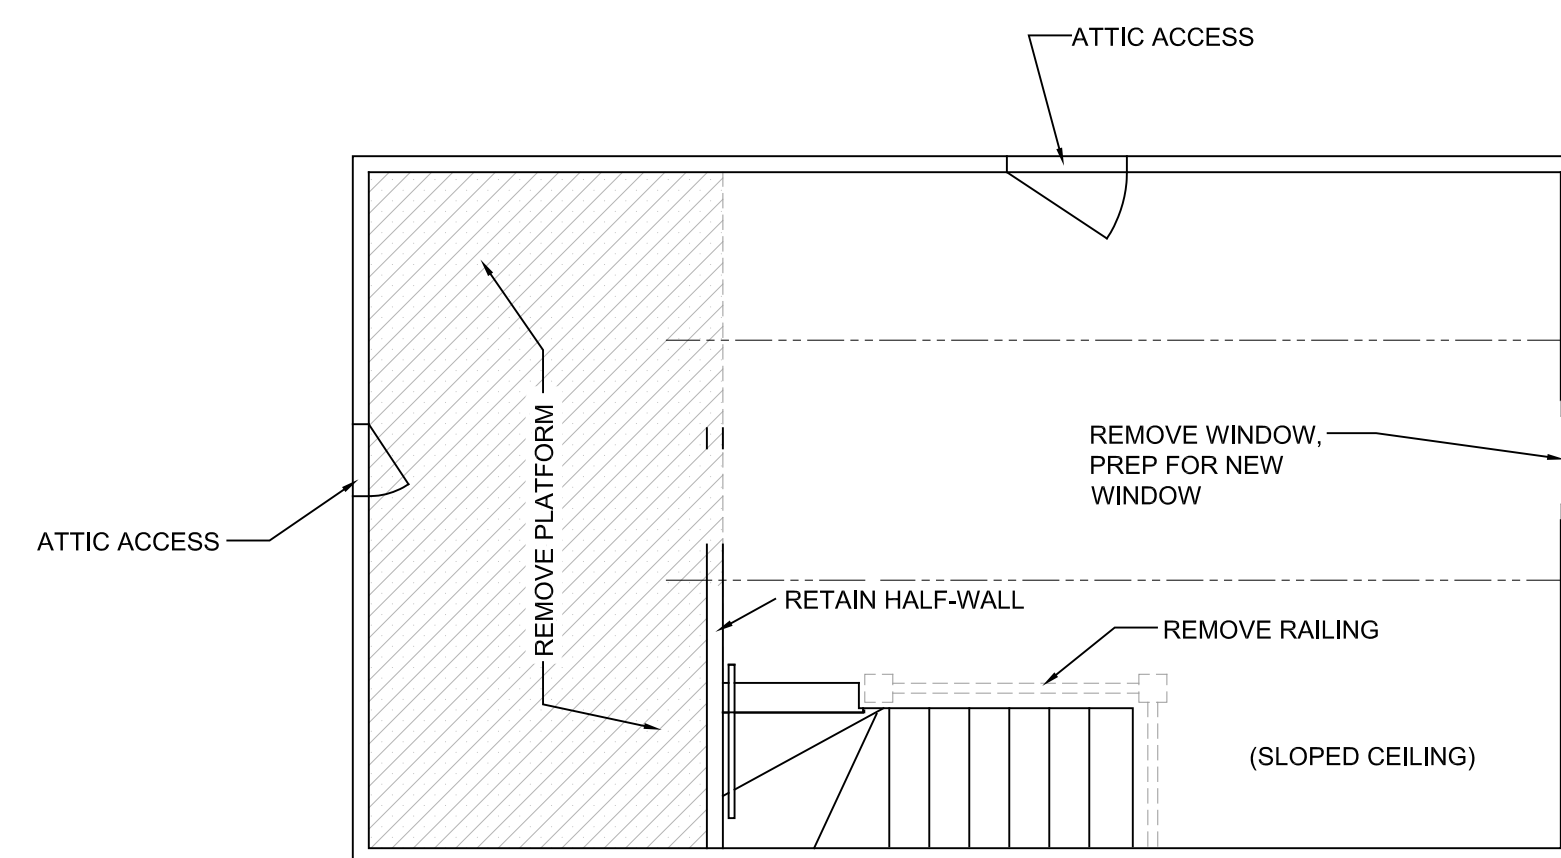 ATTIC ACCESS
REMOVE PLATFORM
REMOVE WINDOW,
PREP FOR NEW
WINDOW
ATTIC ACCESS
RETAIN HALF-WALL
REMOVE RAILING
(SLOPED CEILING)